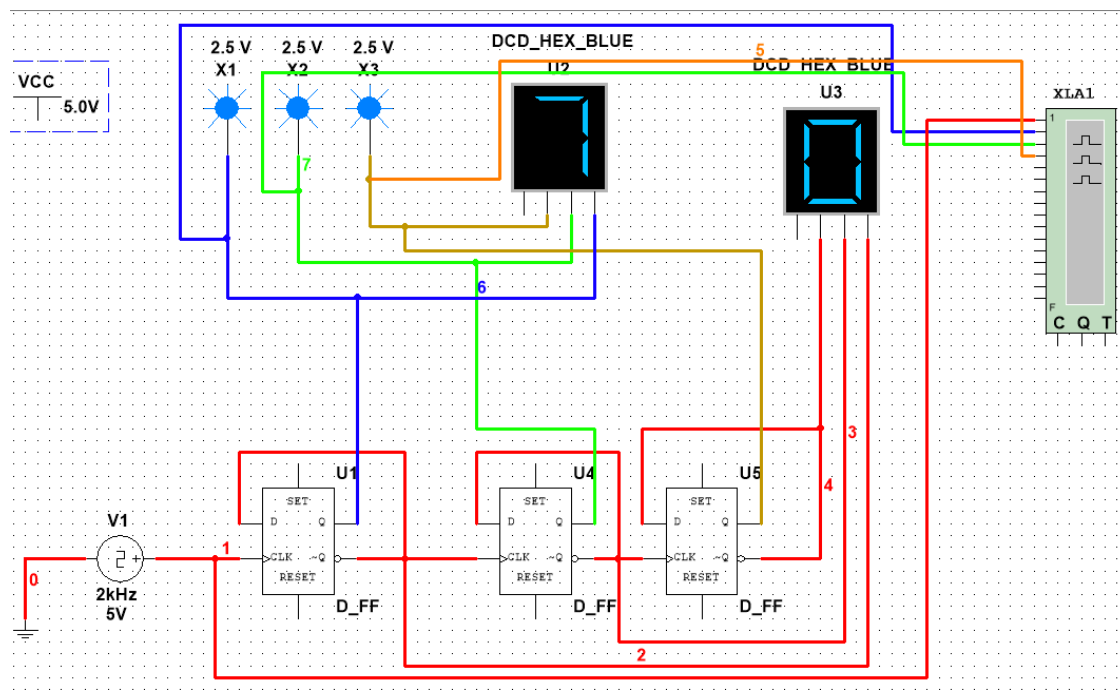 DCD_HEX_BLUE
5
2.5 V 2.5 V 2.5 V
X1 X2 X3
U2
DCD_HEX_BLUE
VCC
5.0V
U3
XLA1
1
7
6
F
C Q T
3
4
U1
U4
U5
SET
D Q
CLK ~Q
RESET
D_FF
SET
D Q
CLK ~Q
RESET
D_FF
SET
D Q
CLK ~Q
RESET
D_FF
V1
1
0
2kHz
5V
2